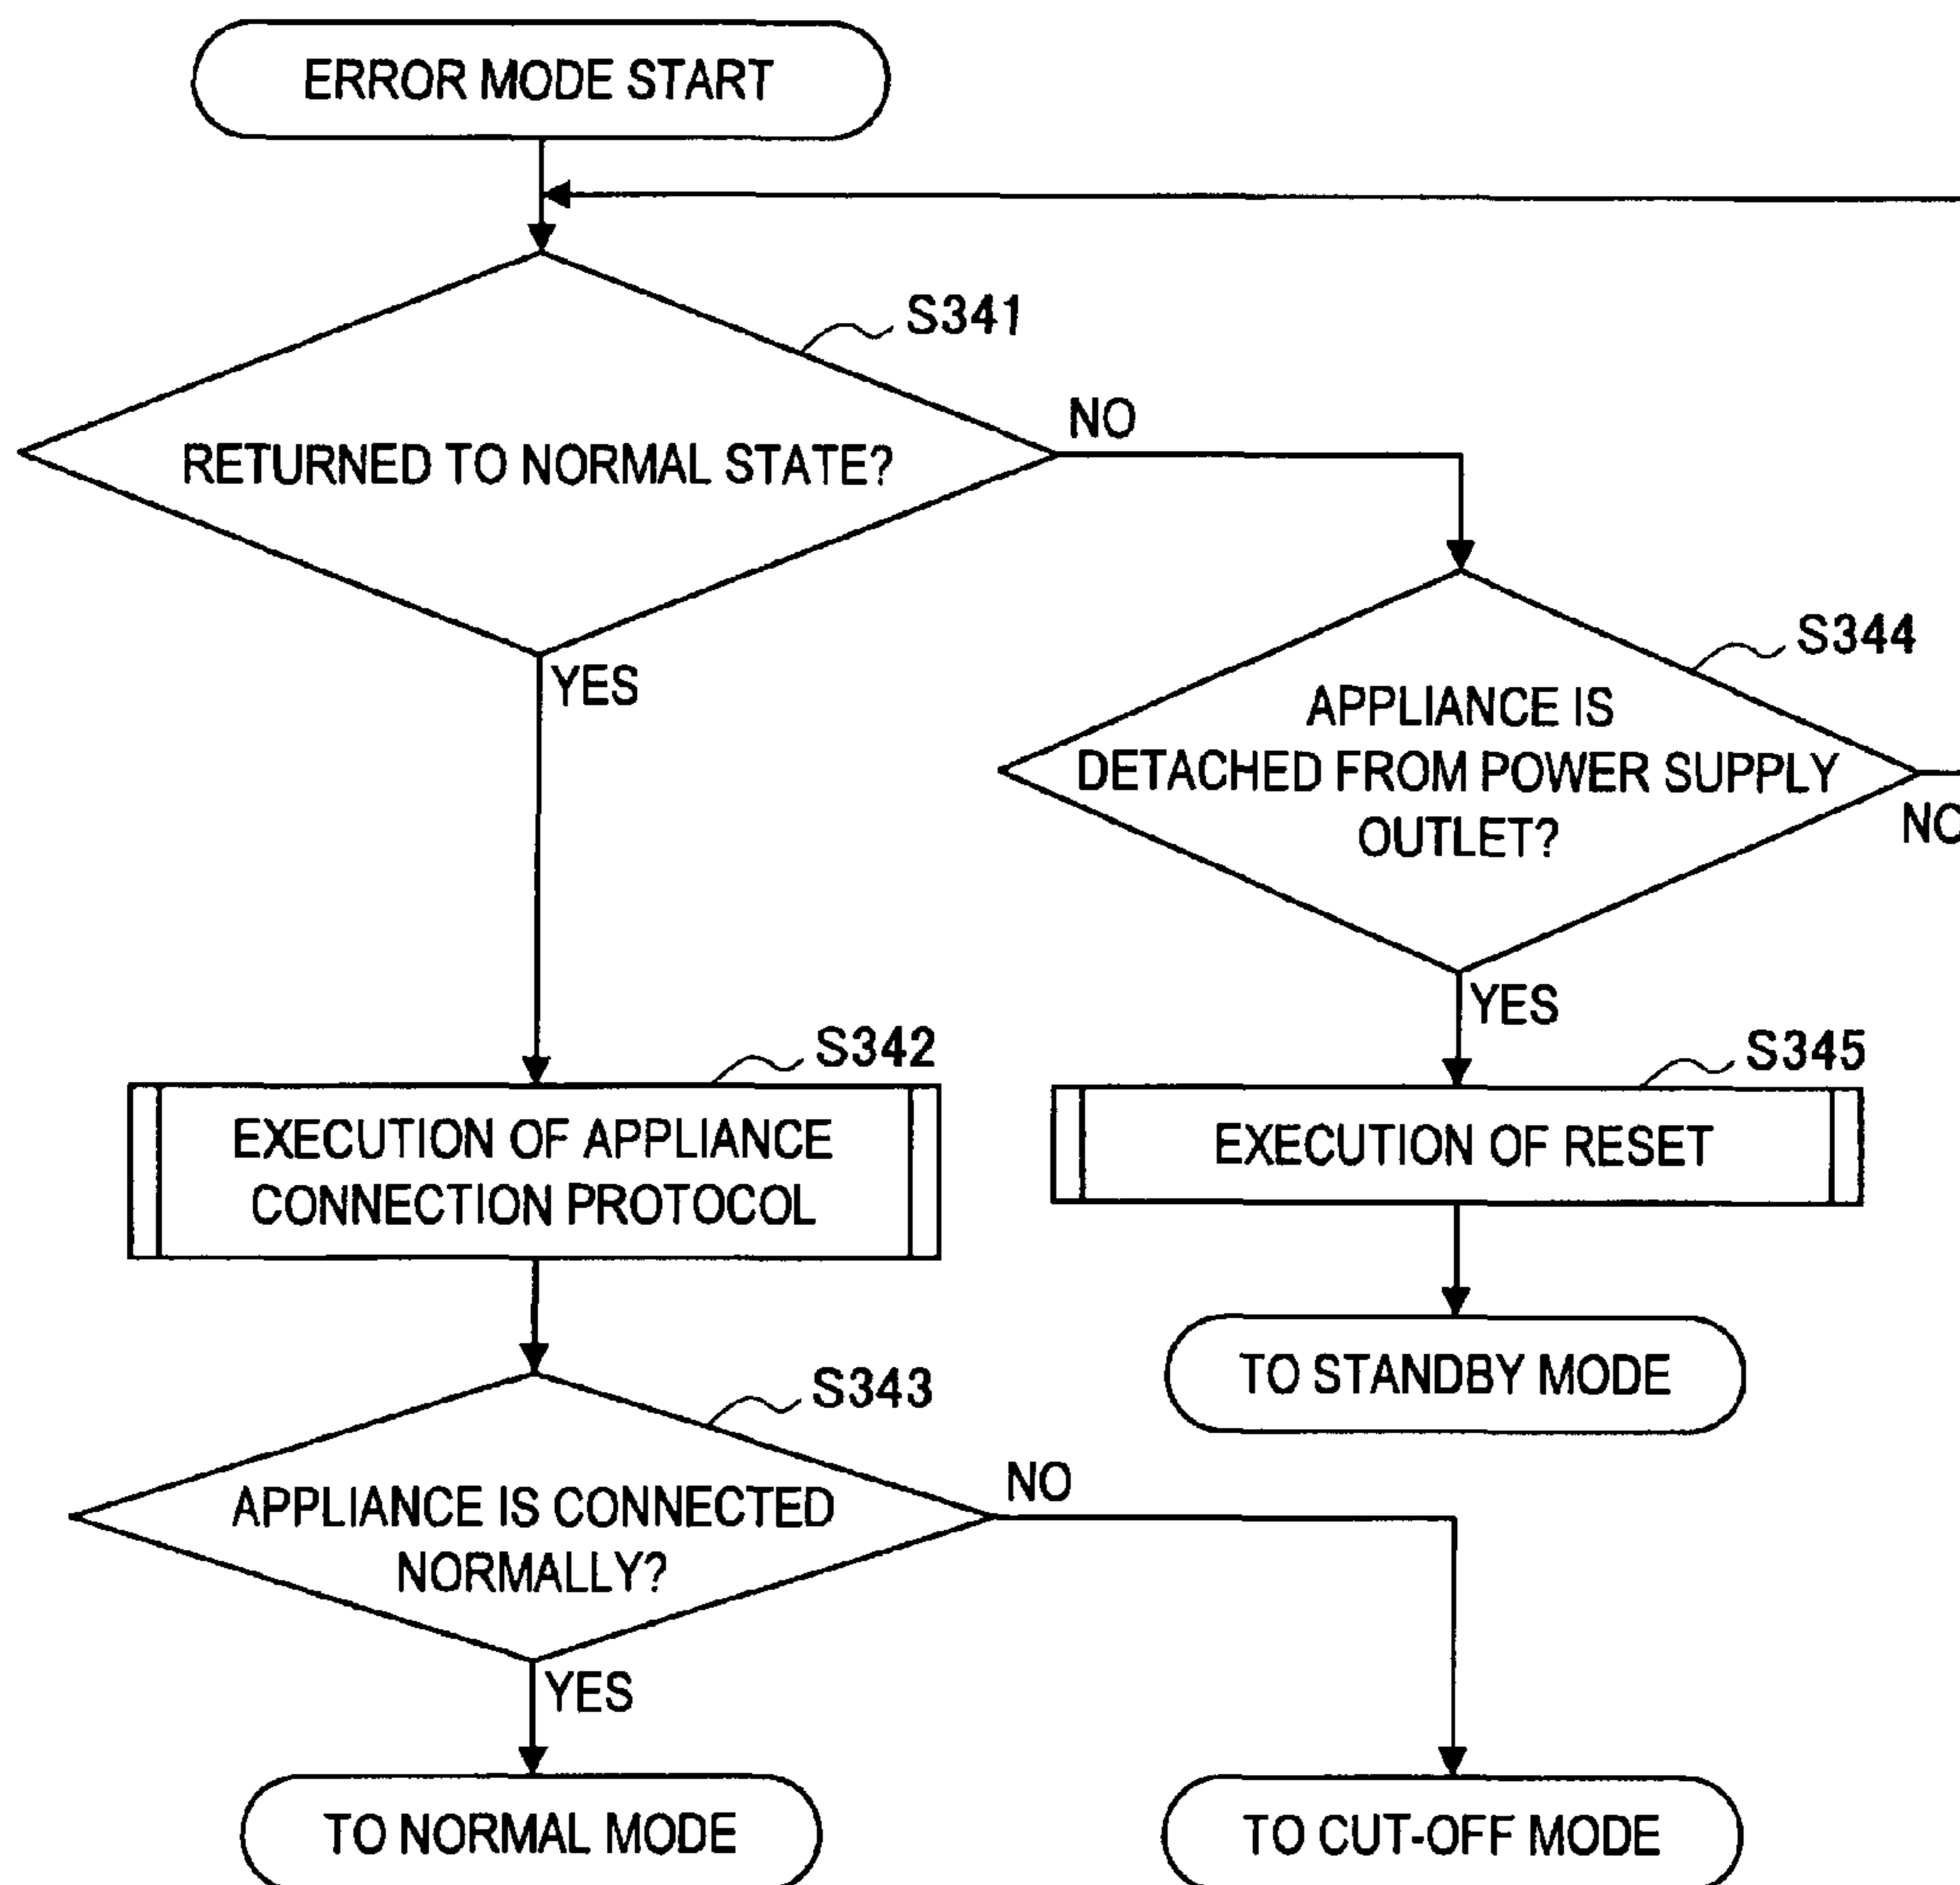 ERROR MODE START
S341
NO
RETURNED TO NORMAL STATE?
YES
S344
APPLIANCE IS
DETACHED FROM POWER SUPPLY
OUTLET?
YES
S342
EXECUTION OF APPLIANCE
CONNECTION PROTOCOL
S345
EXECUTION OF RESET
TO STANDBY MODE
S343
NO
APPLIANCE IS CONNECTED
NORMALLY?
YES
TO NORMAL MODE
TO CUT-OFF MODE